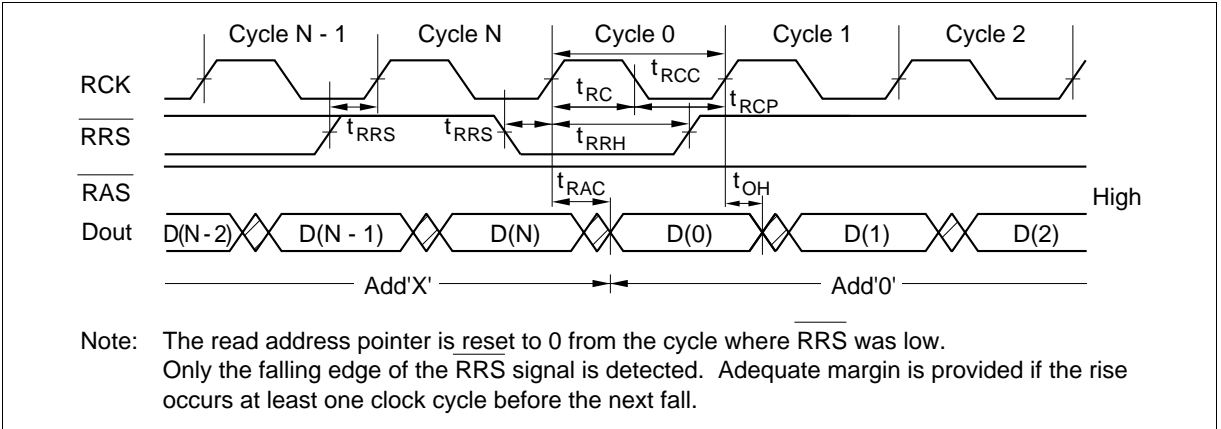 Cycle N - 1 Cycle N Cycle 0 Cycle 1 Cycle 2
RCK
tRCC
tRC
tRCP
RRS
tRRS tRRS tRRH
RAS
tRAC tOH
High
Dout D(N - 2) D(N - 1) D(N) D(0) D(1) D(2)
Add'X' Add'0'
Note: The read address pointer is reset to 0 from the cycle where RRS was low.
Only the falling edge of the RRS signal is detected. Adequate margin is provided if the rise
occurs at least one clock cycle before the next fall.